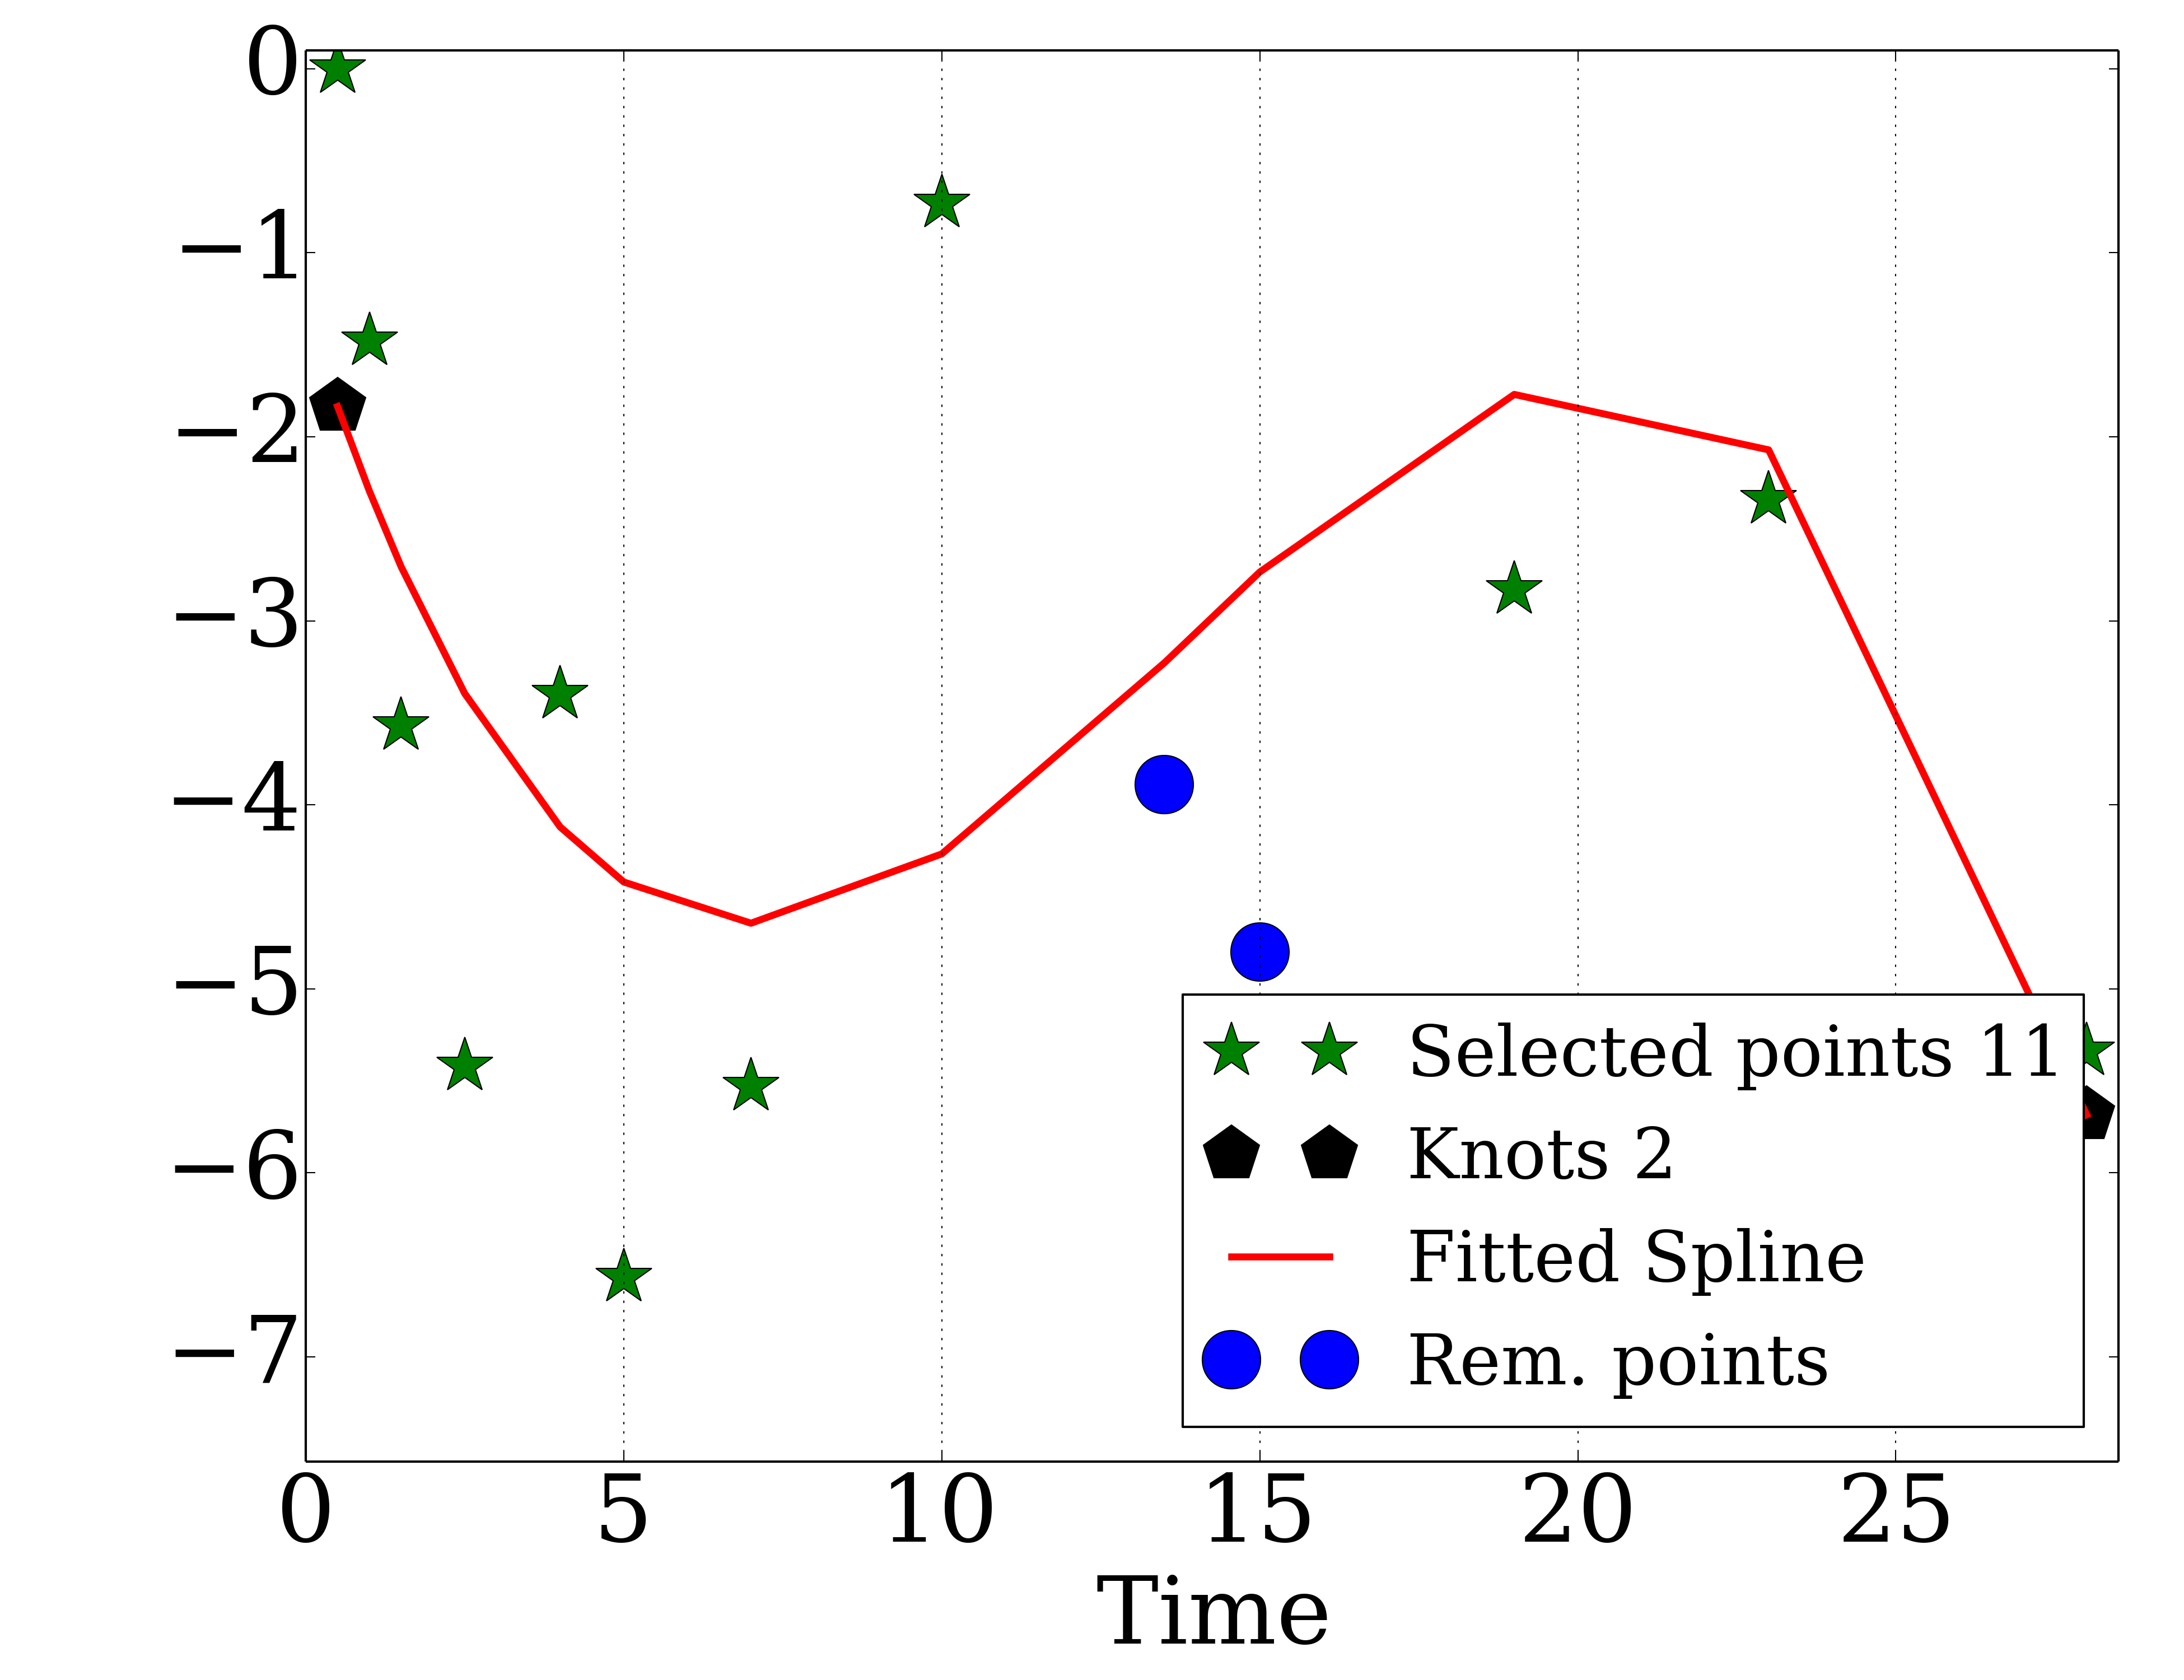 0
−1
−2
−3
−4
−5
−6
−7
Selected points 11
Knots 2
Fitted Spline
Rem. points
0 5 10 15 20 25
Time